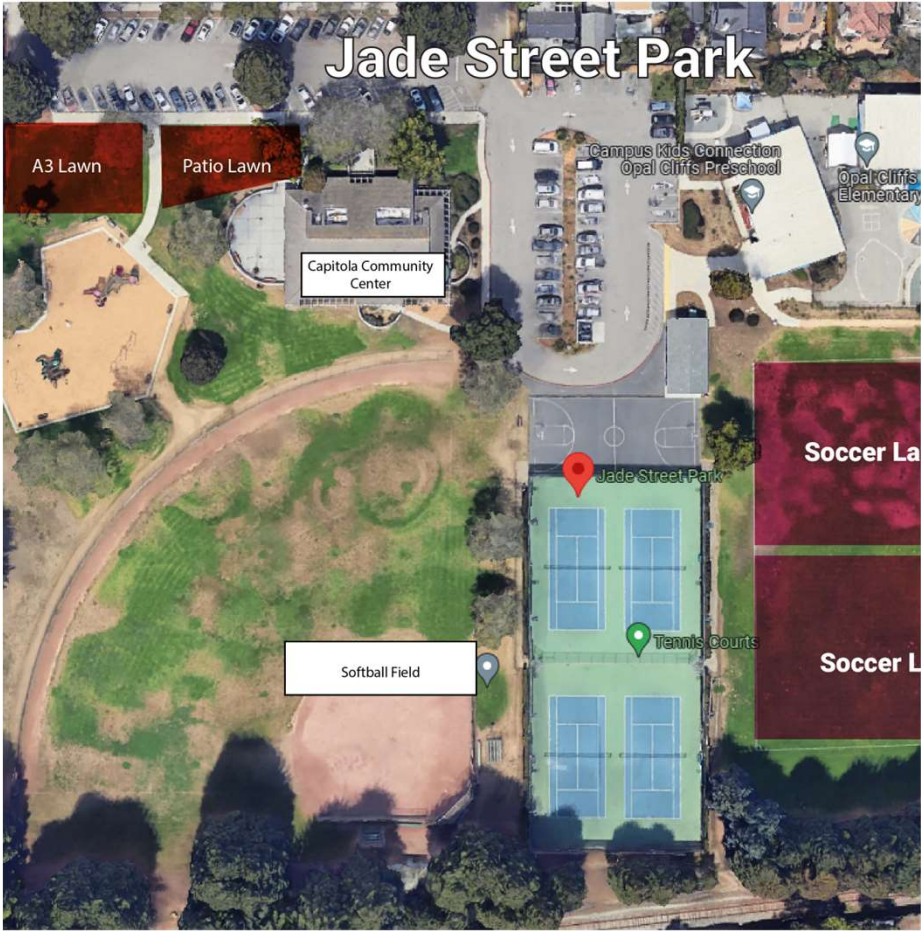 Jade Street Park
A3 Lawn
Patio Lawn
Campus Kids Connection
Opal Cliffs Preschool
Opal Cliffs
Elementary
Capitola Community
Center
Soccer La
Jade Street Park
Tennis Courts
Softball Field
Soccer L